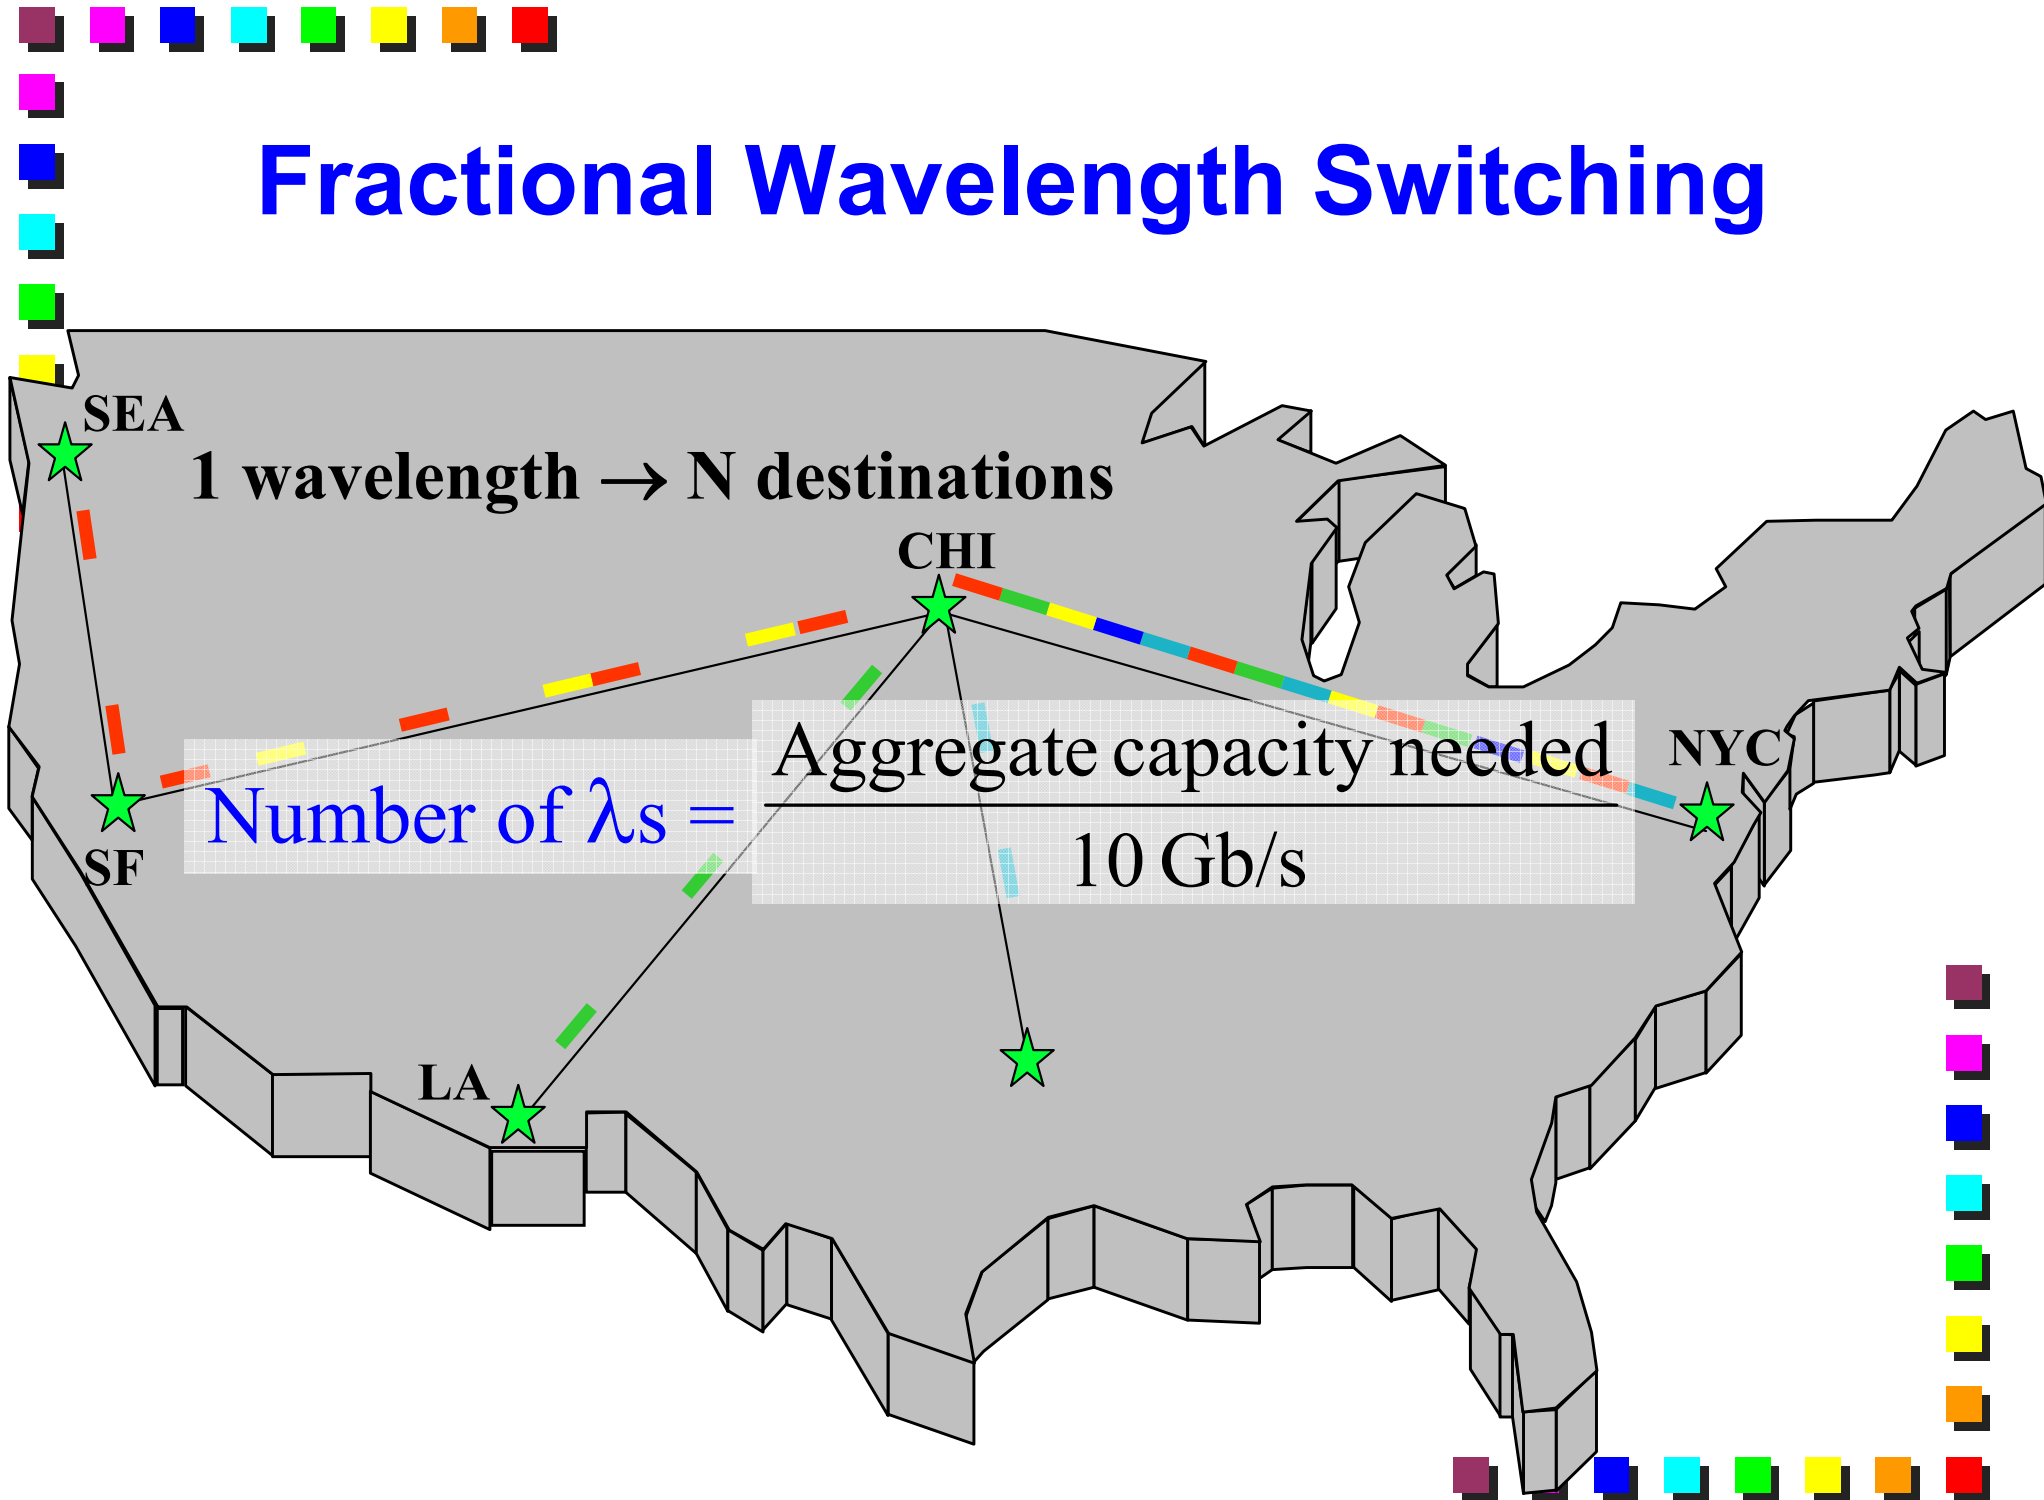 Fractional Wavelength Switching
SEA
1 wavelength → N destinations
CHI
NYC
Aggregate capacity needed
Number of λs =
10 Gb/s
SF
LA